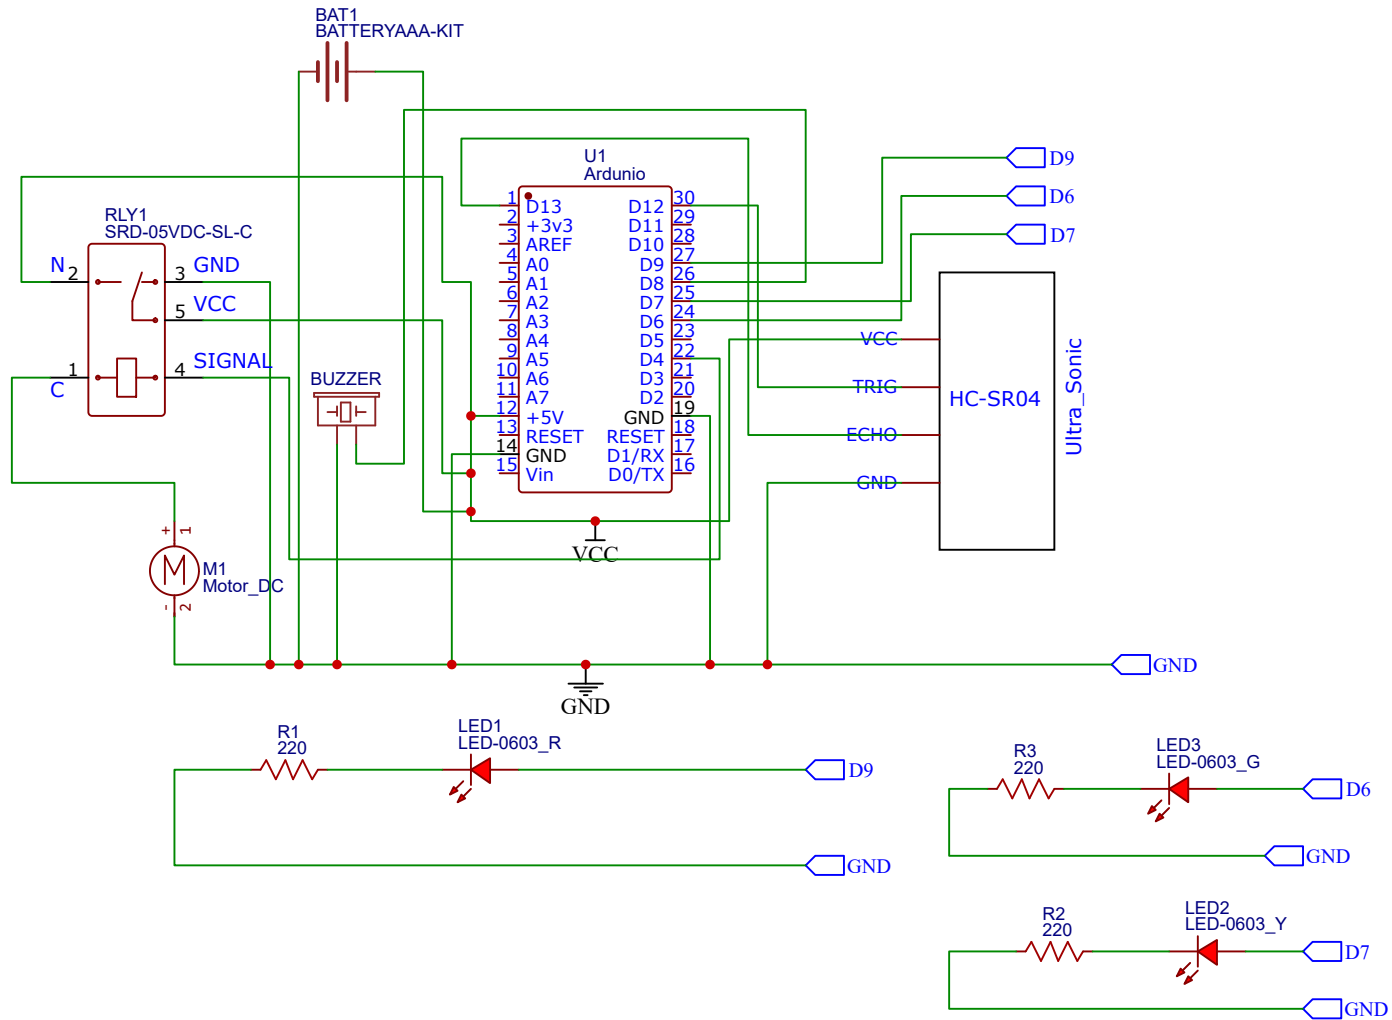 BAT1
BATTERYAAA-KIT
U1
Ardunio
D9
D6
D7
RLY1
SRD-05VDC-SL-C
N 2
3 GND
5 VCC
1
C
4 SIGNAL
BUZZER
1 D13
2 +3v3
3 AREF
4 A0
5 A1
6 A2
7 A3
8 A4
9 A5
10 A6
11 A7
12 +5V
13 RESET
14 GND
15 Vin
D12 30
D11 29
D10 28
D9 27
D8 26
D7 25
D6 24
D5 23
D4 22
D3 21
D2 20
GND 19
RESET 18
D1/RX 17
D0/TX 16
VCC
TRIG
ECHO
GND
HC-SR04
Ultra_Sonic
VCC
+ 1
M
- 2
M1
Motor_DC
GND
GND
R1
220
LED1
LED-0603_R
D9
GND
R3
220
LED3
LED-0603_G
D6
GND
R2
220
LED2
LED-0603_Y
D7
GND